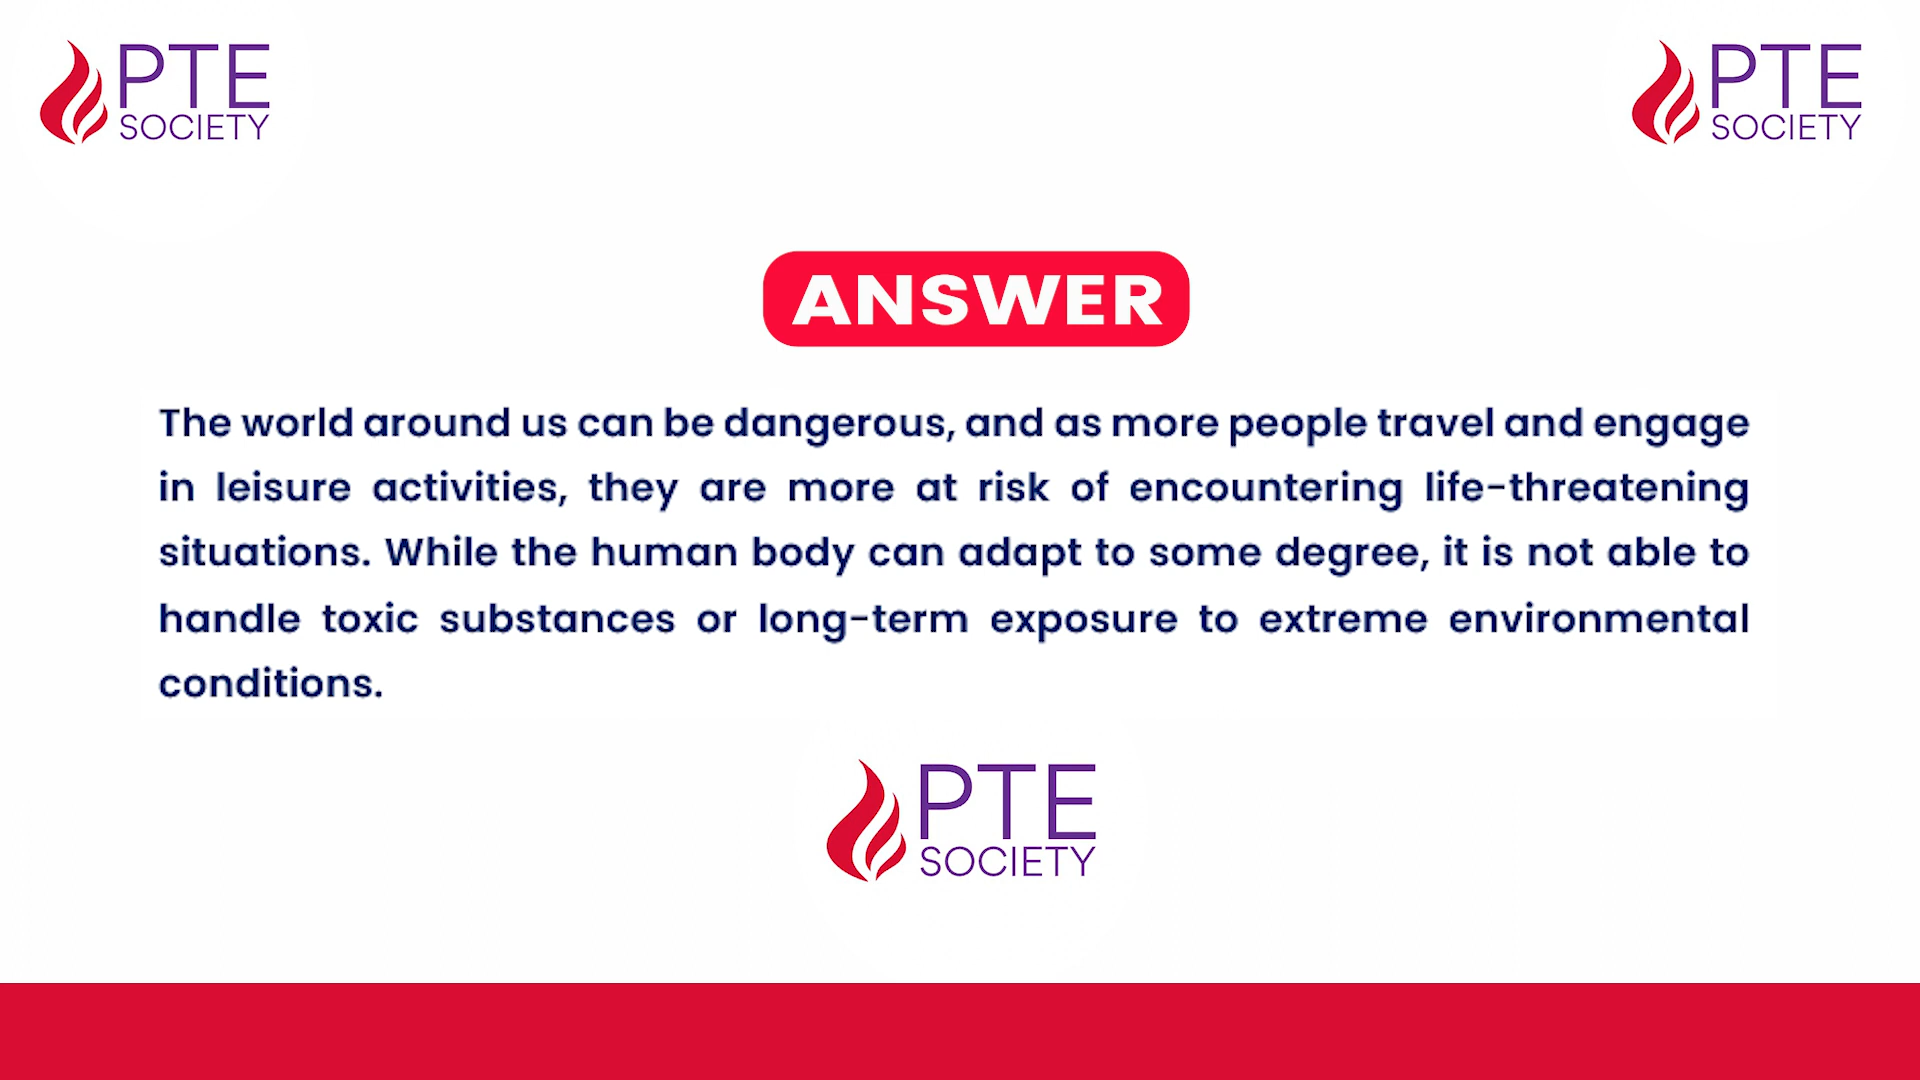 PTE
SOCIETY
PTE
SOCIETY
ANSWER
The world around us can be dangerous, and as more people travel and engage
in leisure activities, they are more at risk of encountering life-threatening
situations. While the human body can adapt to some degree, it is not able to
handle toxic substances or long-term exposure to extreme environmental
conditions.
PTE
SOCIETY